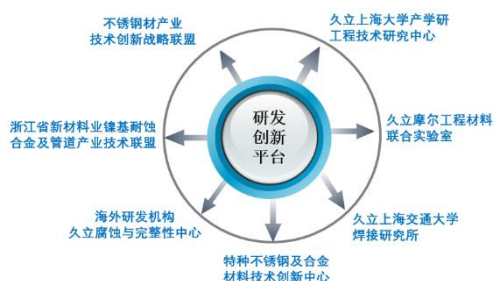 不锈钢材产业
技术创新战略联盟
久立上海大学产学研
工程技术研究中心
浙江省新材料业镍基耐蚀
合金及管道产业技术联盟
研发
创新
平台
久立摩尔工程材料
联合实验室
海外研发机构
久立腐蚀与完整性中心
久立上海交通大学
焊接研究所
特种不锈钢及合金
材料技术创新中心